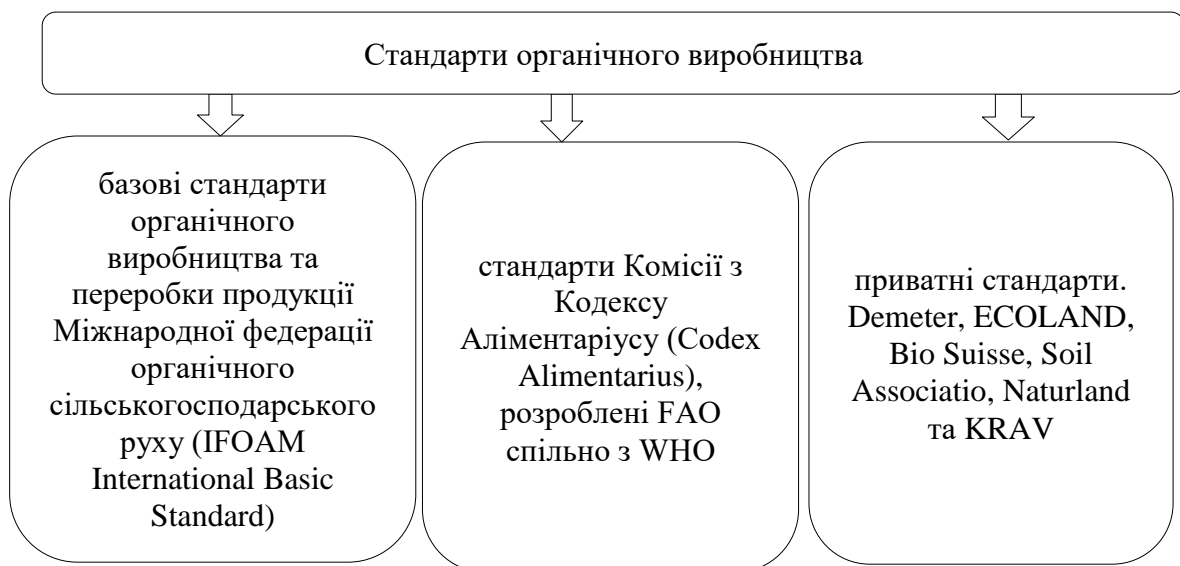 Стандарти органічного виробництва
базові стандарти
органічного
виробництва та
переробки продукції
Міжнародної федерації
органічного
сільськогосподарського
руху (IFOAM
International Basic
Standard)
стандарти Комісії з
Кодексу
Аліментаріусу (Codex
Alimentarius),
розроблені FAO
спільно з WHO
приватні стандарти.
Demeter, ECOLAND,
Bio Suisse, Soil
Associatio, Naturland
та KRAV